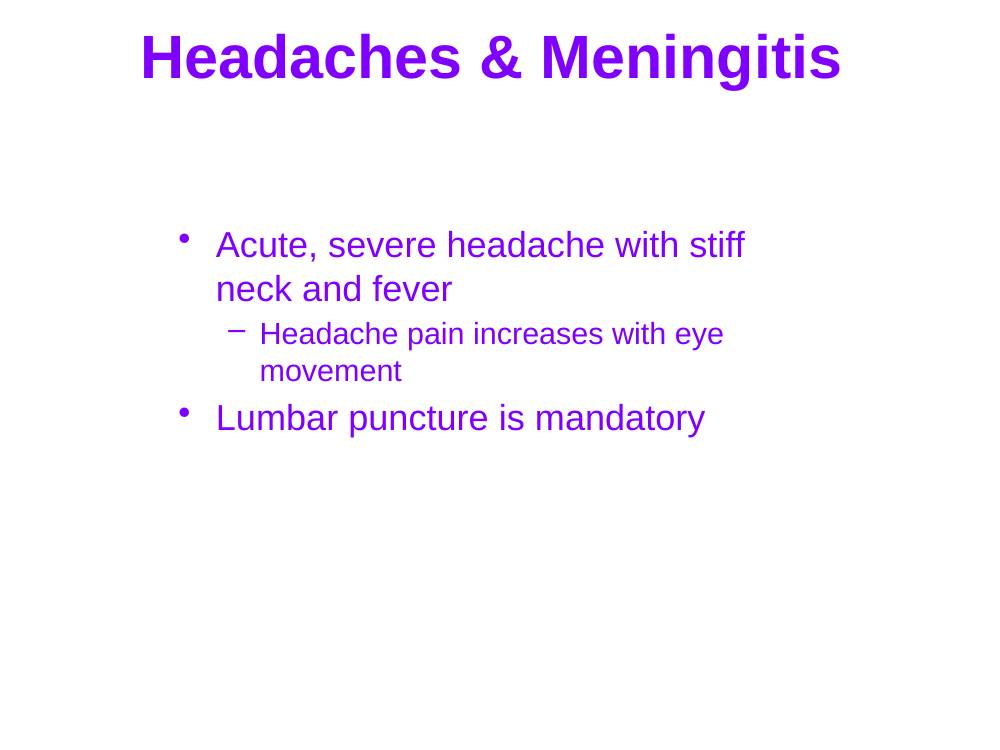 Headaches & Meningitis
• Acute, severe headache with stiff
neck and fever
– Headache pain increases with eye
movement
• Lumbar puncture is mandatory